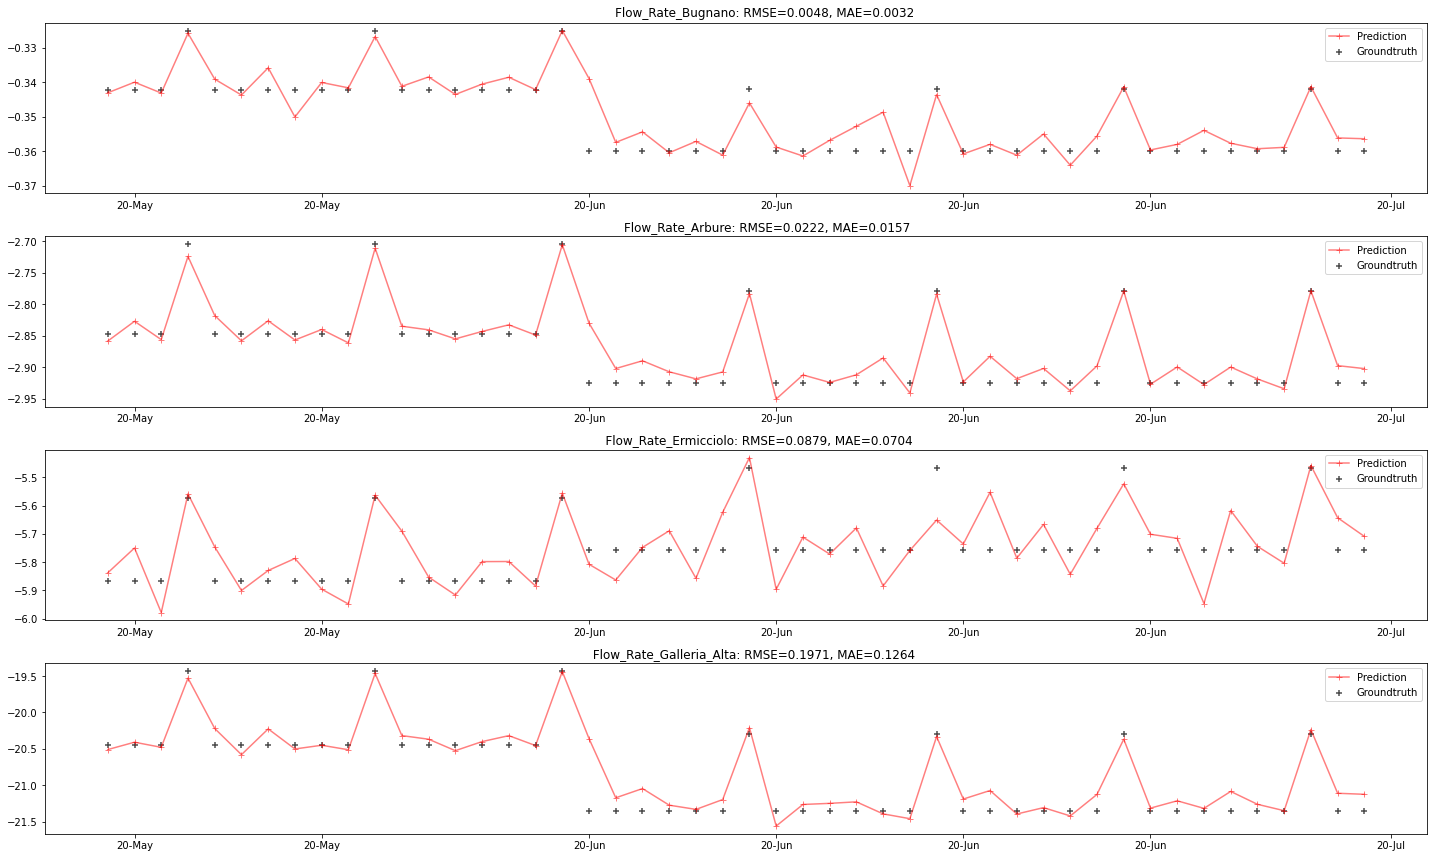 Flow_Rate_Bugnano: RMSE=0.0048, MAE=0.0032
Prediction
Groundtruth
−0.33
−0.34
−0.35
−0.36
−0.37
20-May 20-May 20-Jun 20-Jun 20-Jun 20-Jun 20-Jul
Flow_Rate_Arbure: RMSE=0.0222, MAE=0.0157
Prediction
Groundtruth
−2.70
−2.75
−2.80
−2.85
−2.90
−2.95
20-May 20-May 20-Jun 20-Jun 20-Jun 20-Jun 20-Jul
Flow_Rate_Ermicciolo: RMSE=0.0879, MAE=0.0704
Prediction
Groundtruth
−5.5
−5.6
−5.7
−5.8
−5.9
−6.0
20-May 20-May 20-Jun 20-Jun 20-Jun 20-Jun 20-Jul
Flow_Rate_Galleria_Alta: RMSE=0.1971, MAE=0.1264
Prediction
Groundtruth
−19.5
−20.0
−20.5
−21.0
−21.5
20-May 20-May 20-Jun 20-Jun 20-Jun 20-Jun 20-Jul